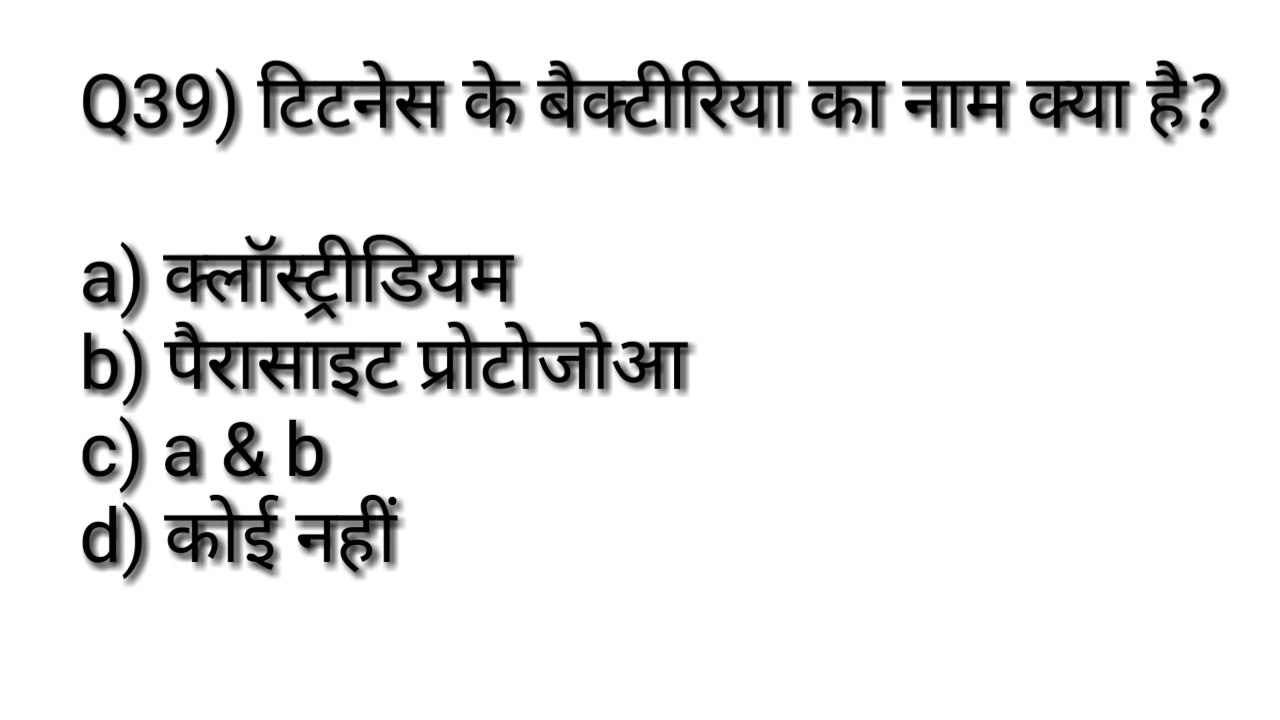 Q39) टिटनेस के बैक्टीरिया का नाम क्या है?
a) क्लॉस्ट्रीडियम
b) पैरासाइट प्रोटोजोआ
c) a & b
d) कोई नहीं